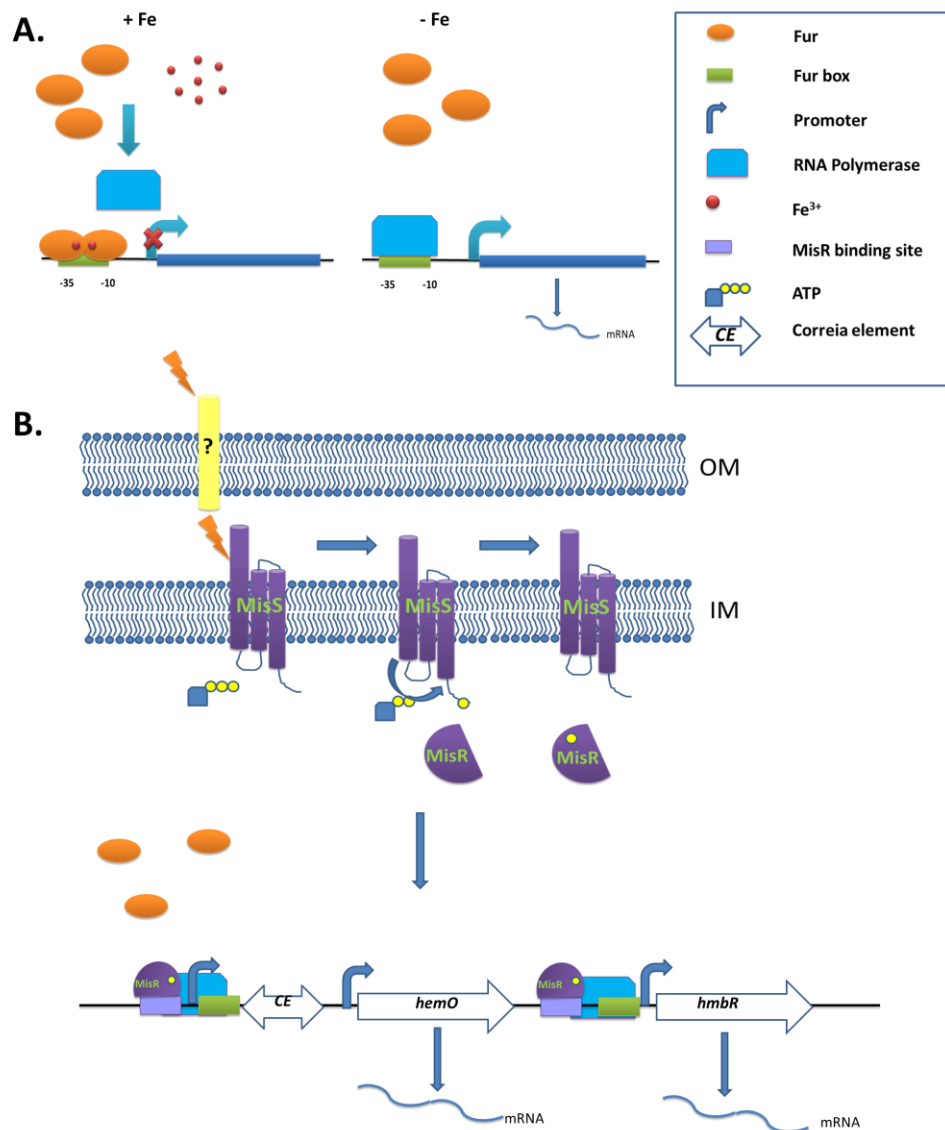 A.
+ Fe
- Fe
-35
-10
-35
-10
mRNA
Fur
Fur box
Promoter
RNA Polymerase
Fe³⁺
MisR binding site
ATP
CE
Correia element
B.
?
OM
MisS
MisS
MisS
IM
MisR
MisR
MisR
CE
hemO
MisR
hmbR
mRNA
mRNA